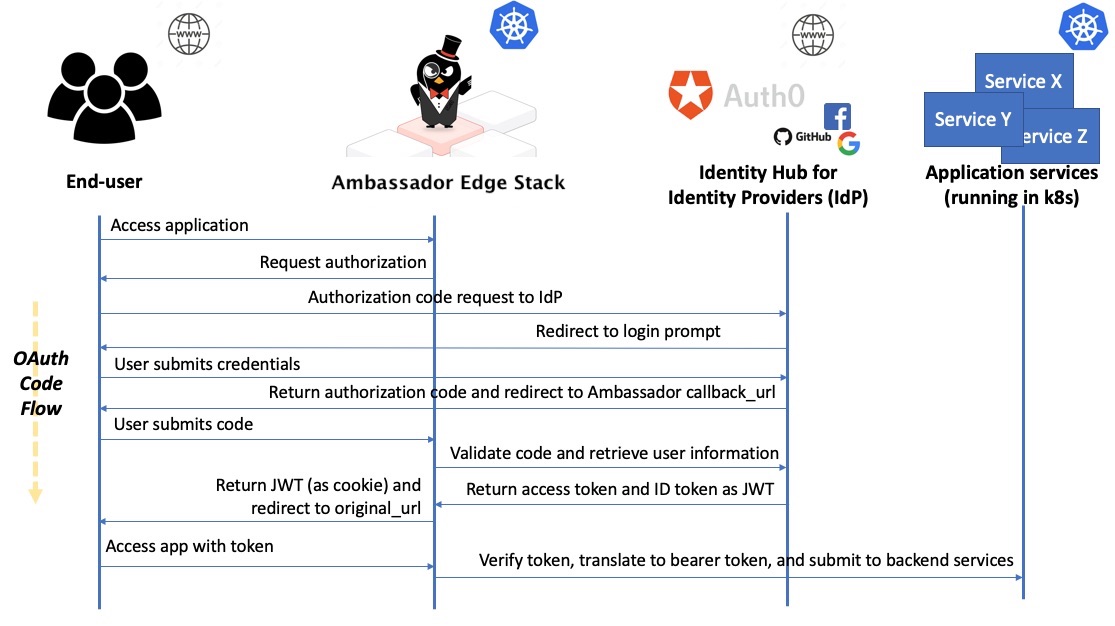 WWW
WWW
Auth0
GitHub
Service X
Service Y
ervice Z
End-user
Ambassador Edge Stack
Identity Hub for
Identity Providers (IdP)
Application services
(running in k8s)
Access application
Request authorization
Authorization code request to IdP
Redirect to login prompt
OAuth
Code
Flow
User submits credentials
Return authorization code and redirect to Ambassador callback_url
User submits code
Validate code and retrieve user information
Return JWT (as cookie) and
redirect to original_url
Return access token and ID token as JWT
Access app with token
Verify token, translate to bearer token, and submit to backend services